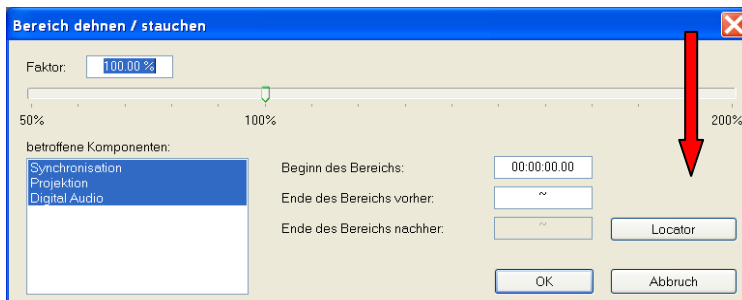 Bereich dehnen / stauchen
Faktor: 100.00 %
50% 100% 200%
betroffene Komponenten:
Synchronisation
Projektion
Digital Audio
Beginn des Bereichs: 00:00:00.00
Ende des Bereichs vorher: ~
Ende des Bereichs nachher: ~
Locator
OK Abbruch